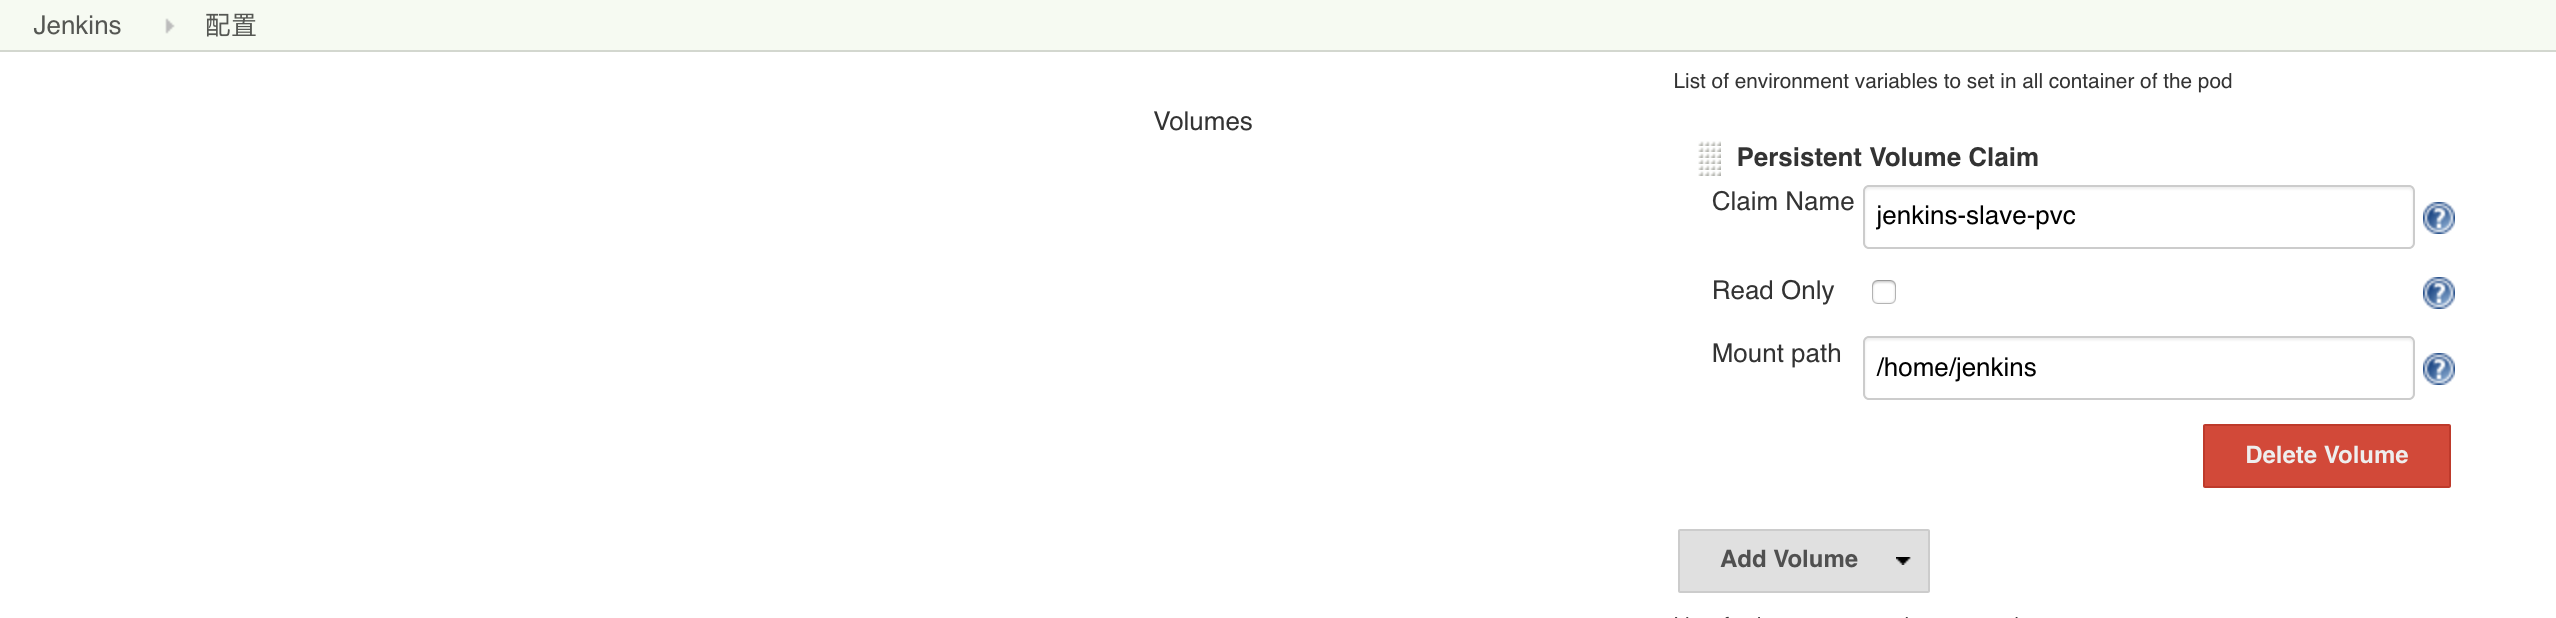 Jenkins 配置
List of environment variables to set in all container of the pod
Volumes
Persistent Volume Claim
Claim Name jenkins-slave-pvc
Read Only
Mount path /home/jenkins
Delete Volume
Add Volume